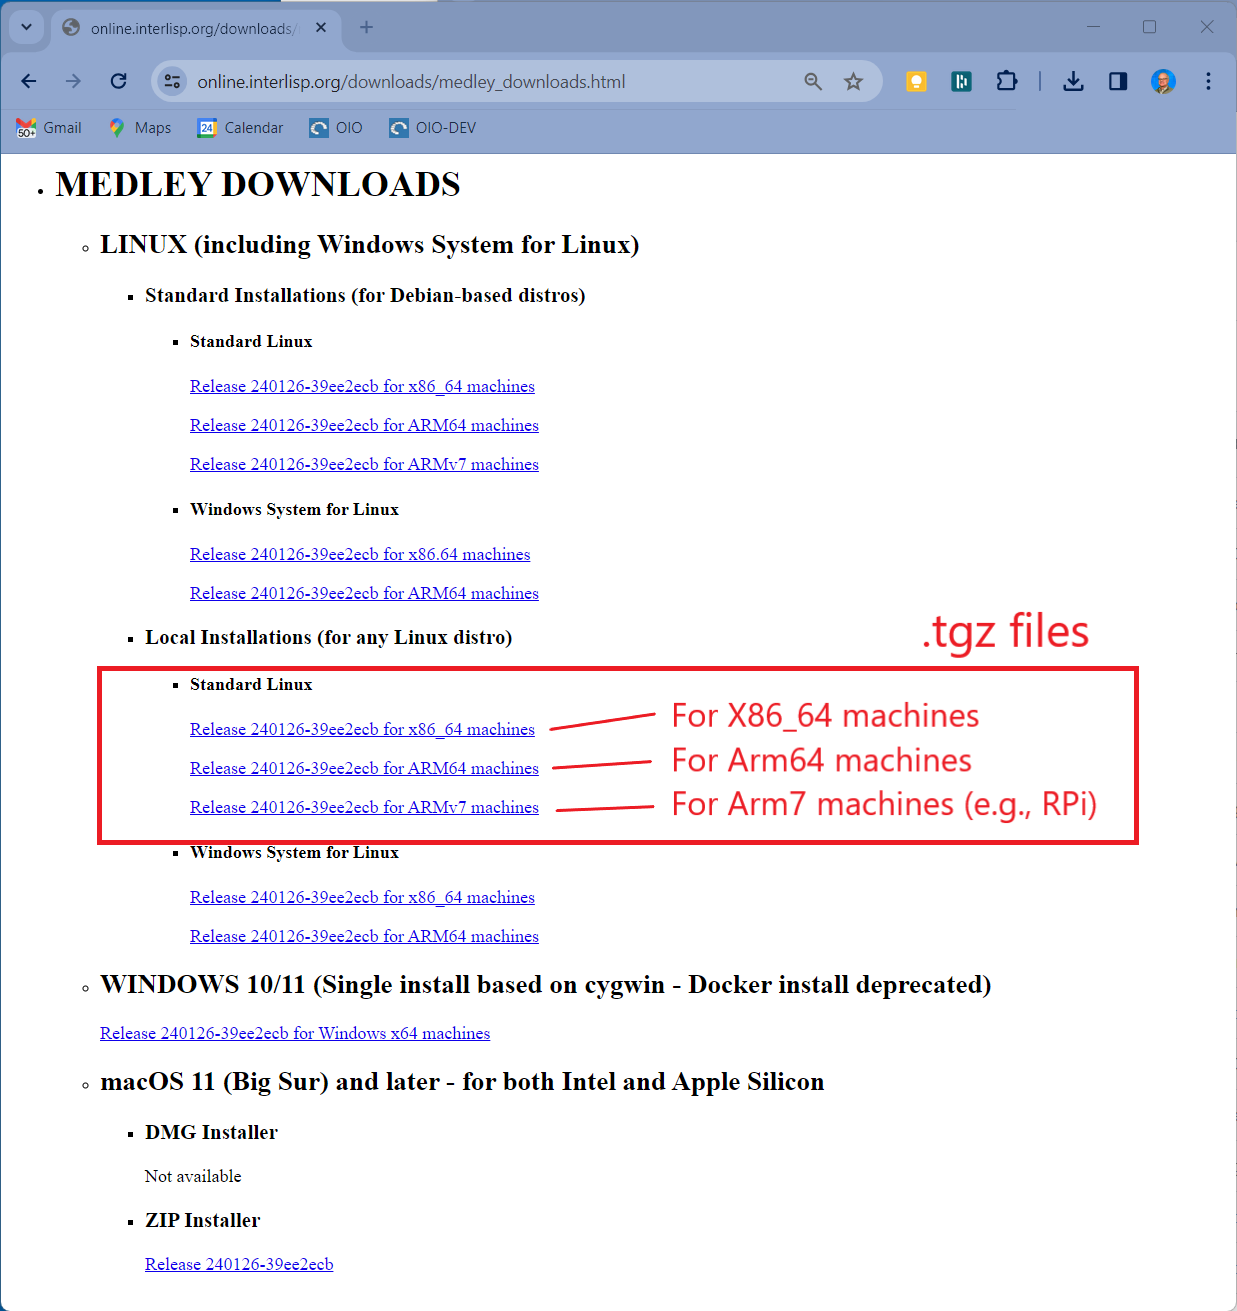 online.interlisp.org/downloads/
online.interlisp.org/downloads/medley_downloads.html
50+ Gmail Maps 24 Calendar OIO OIO-DEV
MEDLEY DOWNLOADS
LINUX (including Windows System for Linux)
Standard Installations (for Debian-based distros)
Standard Linux
Release 240126-39ee2ecb for x86_64 machines
Release 240126-39ee2ecb for ARM64 machines
Release 240126-39ee2ecb for ARMv7 machines
Windows System for Linux
Release 240126-39ee2ecb for x86.64 machines
Release 240126-39ee2ecb for ARM64 machines
Local Installations (for any Linux distro)
.tgz files
Standard Linux
Release 240126-39ee2ecb for x86_64 machines For X86_64 machines
Release 240126-39ee2ecb for ARM64 machines For Arm64 machines
Release 240126-39ee2ecb for ARMv7 machines For Arm7 machines (e.g., RPi)
Windows System for Linux
Release 240126-39ee2ecb for x86_64 machines
Release 240126-39ee2ecb for ARM64 machines
WINDOWS 10/11 (Single install based on cygwin - Docker install deprecated)
Release 240126-39ee2ecb for Windows x64 machines
macOS 11 (Big Sur) and later - for both Intel and Apple Silicon
DMG Installer
Not available
ZIP Installer
Release 240126-39ee2ecb